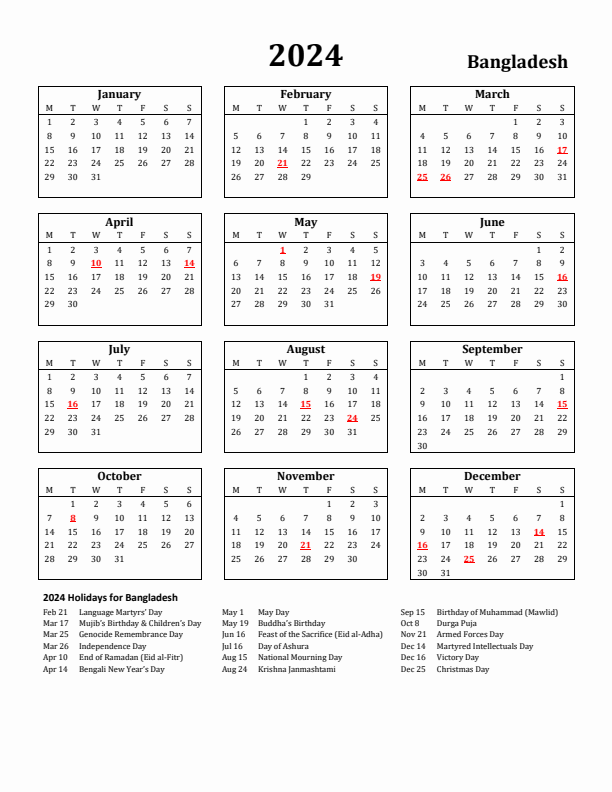 2024
Bangladesh
January
M T W T F S S
1 2 3 4 5 6 7
8 9 10 11 12 13 14
15 16 17 18 19 20 21
22 23 24 25 26 27 28
29 30 31
February
M T W T F S S
1 2 3 4
5 6 7 8 9 10 11
12 13 14 15 16 17 18
19 20 21 22 23 24 25
26 27 28 29
March
M T W T F S S
1 2 3
4 5 6 7 8 9 10
11 12 13 14 15 16 17
18 19 20 21 22 23 24
25 26 27 28 29 30 31
April
M T W T F S S
1 2 3 4 5 6 7
8 9 10 11 12 13 14
15 16 17 18 19 20 21
22 23 24 25 26 27 28
29 30
May
M T W T F S S
1 2 3 4 5
6 7 8 9 10 11 12
13 14 15 16 17 18 19
20 21 22 23 24 25 26
27 28 29 30 31
June
M T W T F S S
1 2
3 4 5 6 7 8 9
10 11 12 13 14 15 16
17 18 19 20 21 22 23
24 25 26 27 28 29 30
July
M T W T F S S
1 2 3 4 5 6 7
8 9 10 11 12 13 14
15 16 17 18 19 20 21
22 23 24 25 26 27 28
29 30 31
August
M T W T F S S
1 2 3 4
5 6 7 8 9 10 11
12 13 14 15 16 17 18
19 20 21 22 23 24 25
26 27 28 29 30 31
September
M T W T F S S
1
2 3 4 5 6 7 8
9 10 11 12 13 14 15
16 17 18 19 20 21 22
23 24 25 26 27 28 29
30
October
M T W T F S S
1 2 3 4 5 6
7 8 9 10 11 12 13
14 15 16 17 18 19 20
21 22 23 24 25 26 27
28 29 30 31
November
M T W T F S S
1 2 3
4 5 6 7 8 9 10
11 12 13 14 15 16 17
18 19 20 21 22 23 24
25 26 27 28 29 30
December
M T W T F S S
1
2 3 4 5 6 7 8
9 10 11 12 13 14 15
16 17 18 19 20 21 22
23 24 25 26 27 28 29
30 31
2024 Holidays for Bangladesh
Feb 21 Language Martyrs' Day
Mar 17 Mujib's Birthday & Children's Day
Mar 25 Genocide Remembrance Day
Mar 26 Independence Day
Apr 10 End of Ramadan (Eid al-Fitr)
Apr 14 Bengali New Year's Day
May 1 May Day
May 19 Buddha's Birthday
Jun 16 Feast of the Sacrifice (Eid al-Adha)
Jul 16 Day of Ashura
Aug 15 National Mourning Day
Aug 24 Krishna Janmashtami
Sep 15 Birthday of Muhammad (Mawlid)
Oct 8 Durga Puja
Nov 21 Armed Forces Day
Dec 14 Martyred Intellectuals Day
Dec 16 Victory Day
Dec 25 Christmas Day